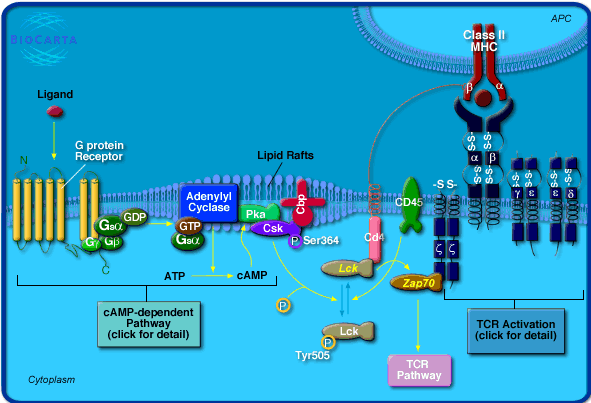 BIOCARTA
APC
Class II
MHC
β α
Ligand
N
G protein
Receptor
Lipid Rafts
Adenylyl
Cyclase
Pka
Cbp
Csk
P Ser364
Gsα
GDP
GTP
Gsα
Gγ Gβ
C
ATP
cAMP
Cd4
CD45
-S S-
S-S-
S-S-
α β
S-S-
S-S-
-S-S-
γ ε ε δ
ζ ζ
Lck
Zap70
P
Lck
P
Tyr505
cAMP-dependent
Pathway
(click for detail)
TCR Activation
(click for detail)
TCR
Pathway
Cytoplasm